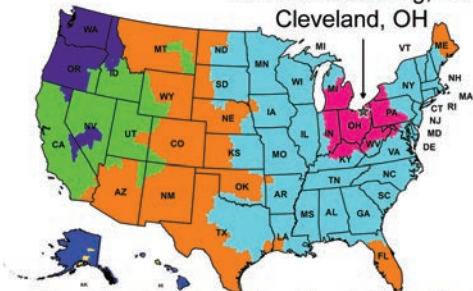 Cleveland, OH
WA
MT
ND
MN
MI
VT
ME
OR
ID
SD
WI
MI
NY
WY
MA
RI
CT
NJ
MD
DE
NE
IA
PA
NV
UT
IL
IN
OH
WV
VA
CA
CO
KS
MO
KY
NC
TN
SC
AZ
NM
OK
AR
MS
AL
GA
TX
LA
FL
AK
HI